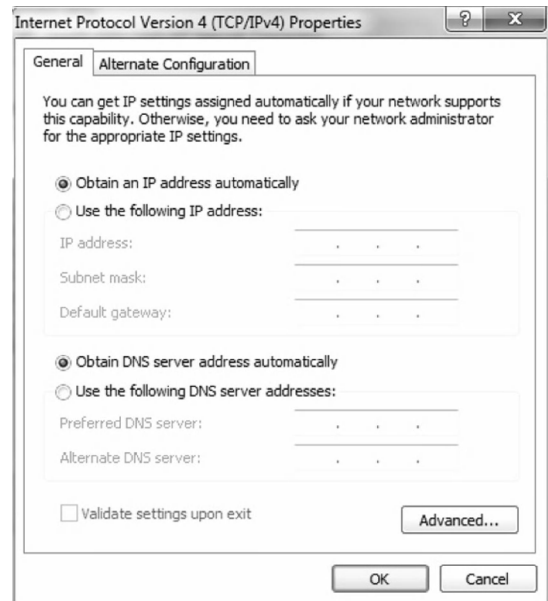 Internet Protocol Version 4 (TCP/IPv4) Properties
? X
General
Alternate Configuration
You can get IP settings assigned automatically if your network supports
this capability. Otherwise, you need to ask your network administrator
for the appropriate IP settings.
Obtain an IP address automatically
Use the following IP address:
IP address: . . .
Subnet mask: . . .
Default gateway: . . .
Obtain DNS server address automatically
Use the following DNS server addresses:
Preferred DNS server: . . .
Alternate DNS server: . . .
Validate settings upon exit
Advanced...
OK
Cancel